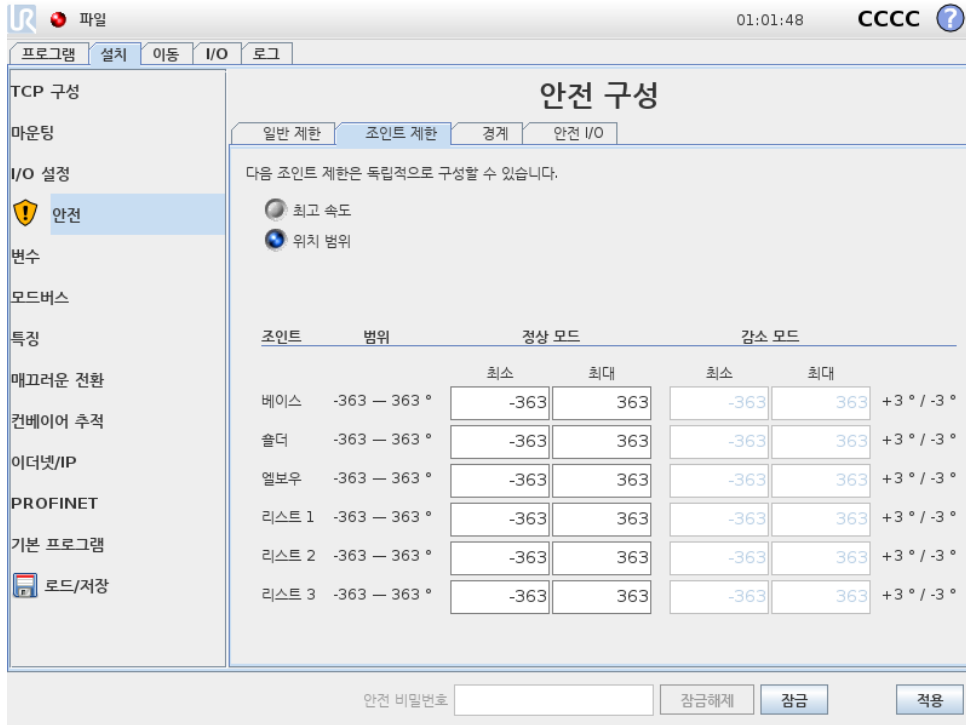 UR 파일 01:01:48 CCCC ?
프로그램 설치 이동 I/O 로그
TCP 구성
마운팅
I/O 설정
안전
변수
모드버스
특징
매끄러운 전환
컨베이어 추적
이더넷/IP
PROFINET
기본 프로그램
로드/저장
안전 구성
일반 제한 조인트 제한 경계 안전 I/O
다음 조인트 제한은 독립적으로 구성할 수 있습니다.
최고 속도
위치 범위
조인트 범위 정상 모드 감소 모드
최소 최대 최소 최대
베이스 -363 — 363 ° -363 363 -363 363 +3 ° / -3 °
숄더 -363 — 363 ° -363 363 -363 363 +3 ° / -3 °
엘보우 -363 — 363 ° -363 363 -363 363 +3 ° / -3 °
리스트 1 -363 — 363 ° -363 363 -363 363 +3 ° / -3 °
리스트 2 -363 — 363 ° -363 363 -363 363 +3 ° / -3 °
리스트 3 -363 — 363 ° -363 363 -363 363 +3 ° / -3 °
안전 비밀번호 잠금해제 잠금 적용